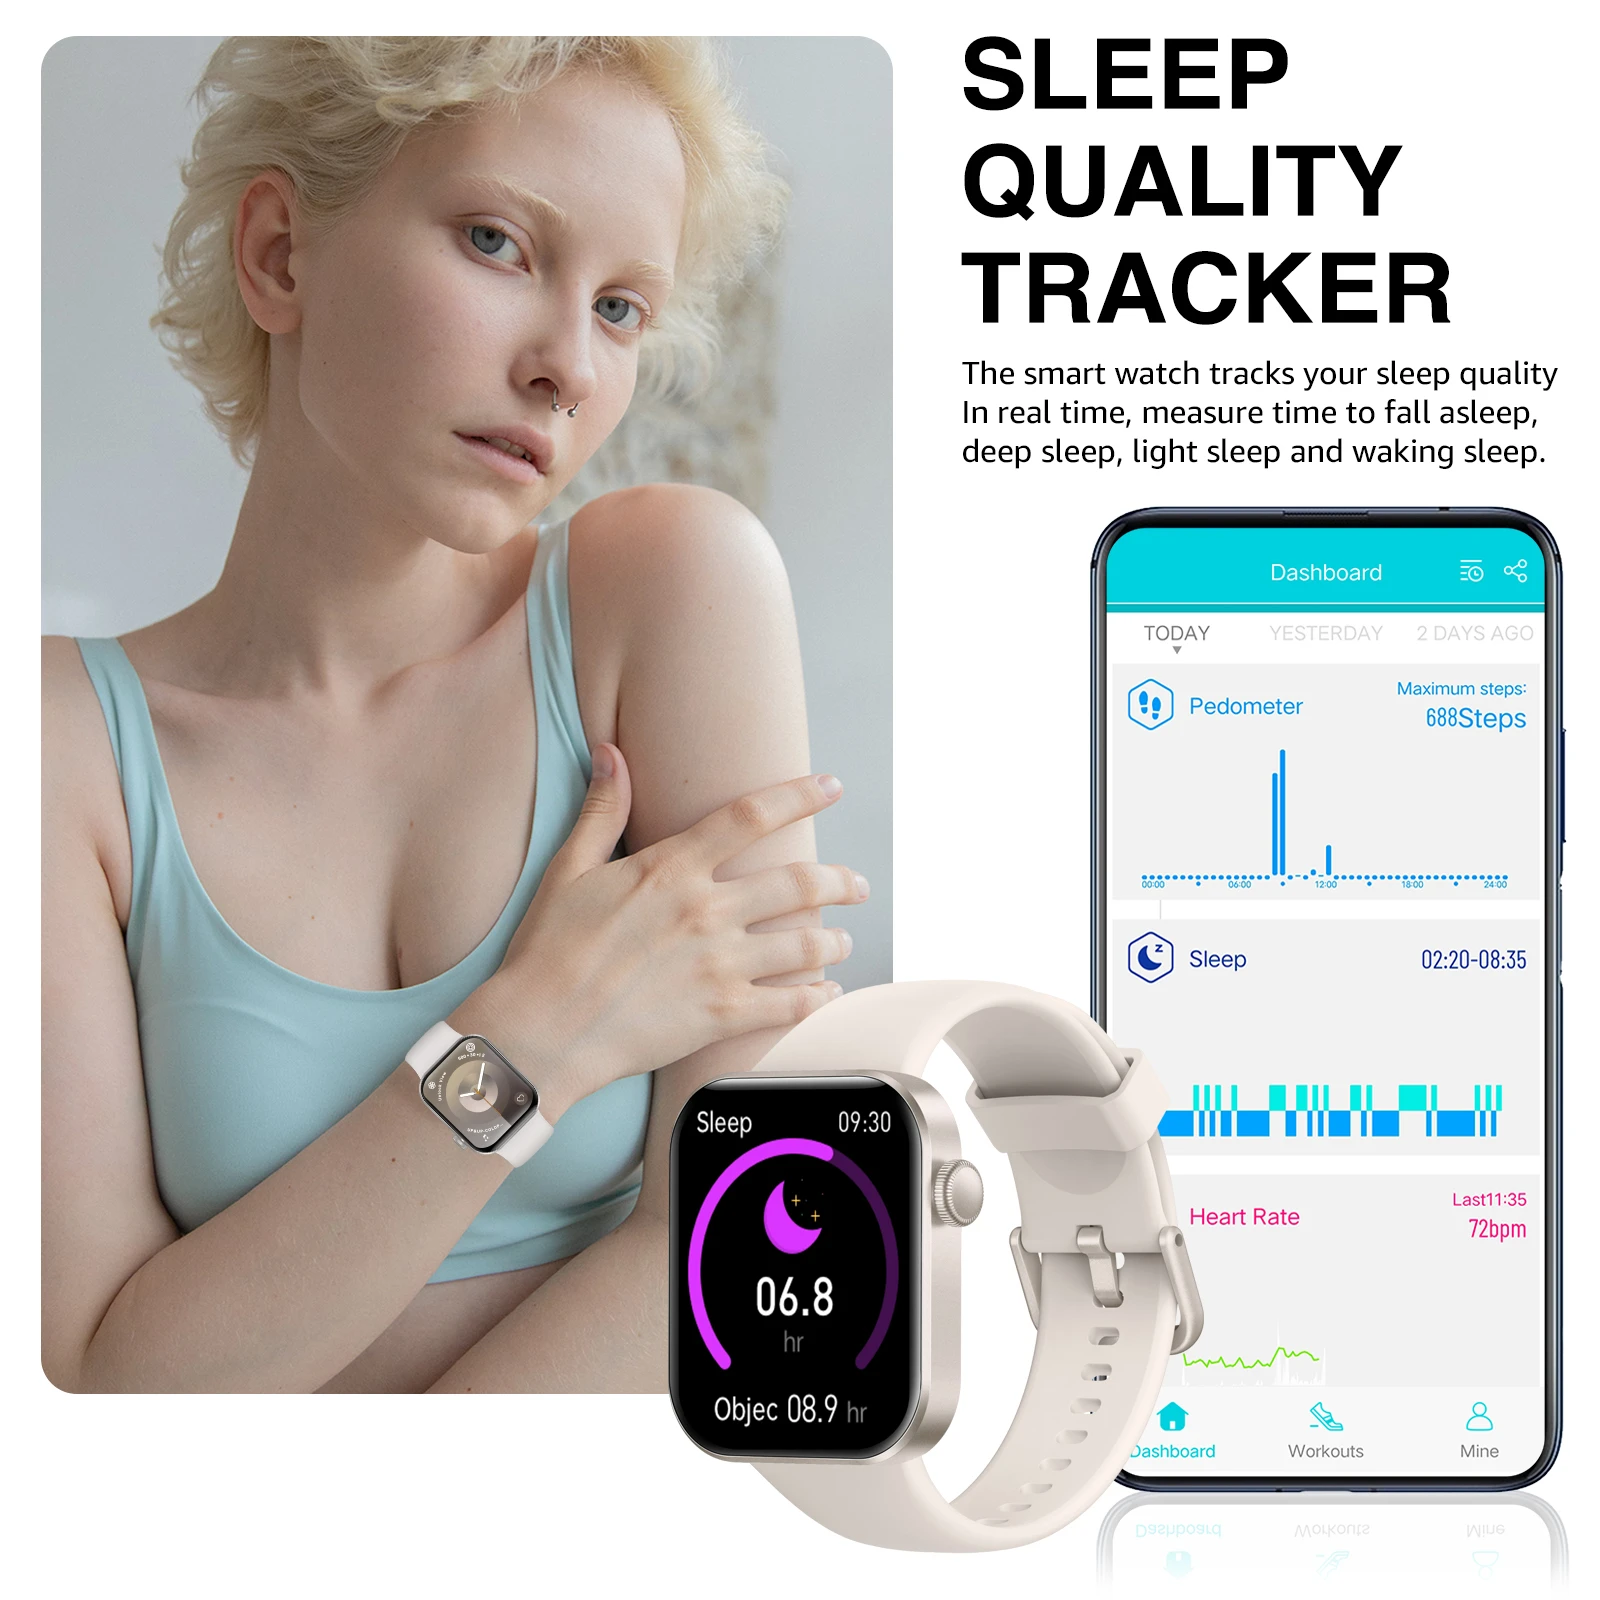 SLEEP
QUALITY
TRACKER
The smart watch tracks your sleep quality
In real time, measure time to fall asleep,
deep sleep, light sleep and waking sleep.
Dashboard
TODAY YESTERDAY 2 DAYS AGO
Pedometer
Maximum steps:
688Steps
00:00 06:00 12:00 18:00 24:00
Sleep 02:20-08:35
Heart Rate
Last11:35
72bpm
Dashboard Workouts Mine
Sleep 09:30
06.8
hr
Objec 08.9 hr